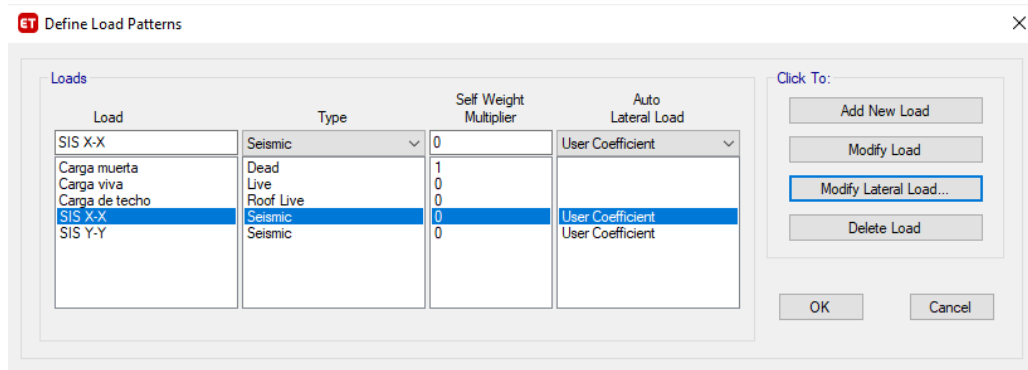 ET Define Load Patterns
Loads
Click To:
Load Type Self Weight Multiplier Auto Lateral Load
SIS X-X Seismic 0 User Coefficient
Carga muerta Dead 1
Carga viva Live 0
Carga de techo Roof Live 0
SIS X-X Seismic 0 User Coefficient
SIS Y-Y Seismic 0 User Coefficient
Add New Load
Modify Load
Modify Lateral Load...
Delete Load
OK Cancel